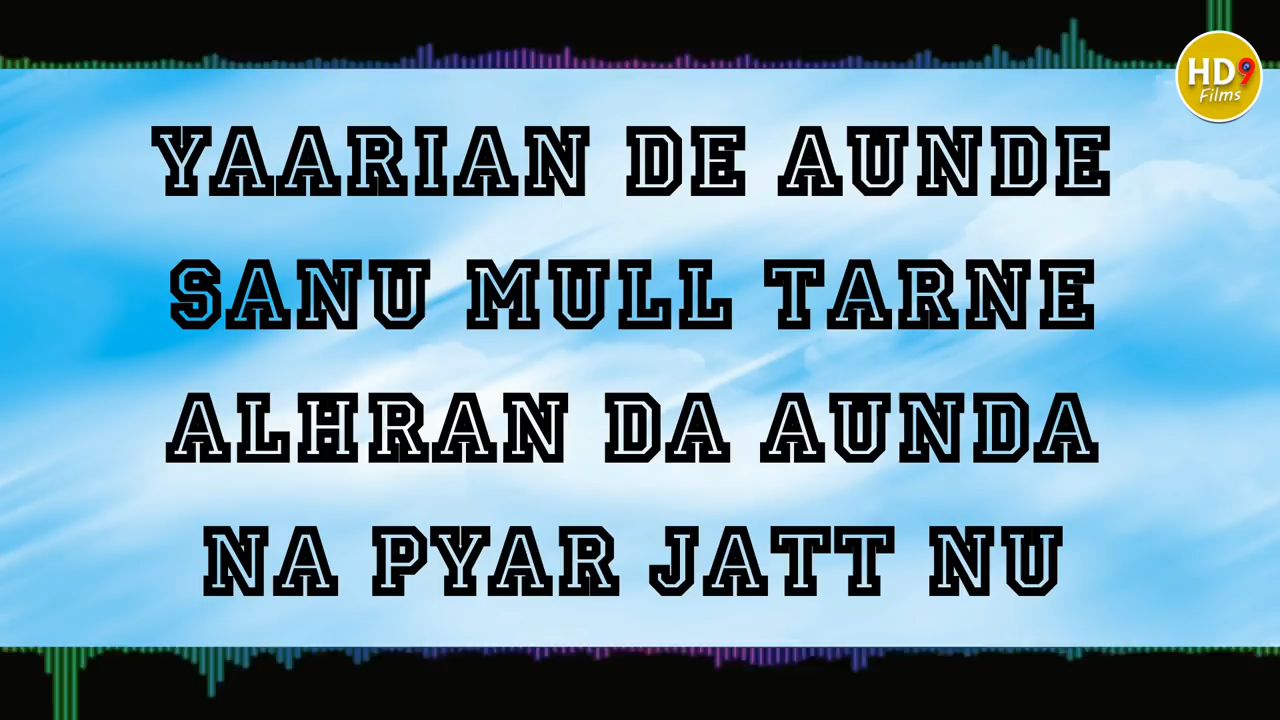 HD9
Films
YAARIAN DE AUNDE
SANU MULL TARNE
ALHRAN DA AUNDA
NA PYAR JATT NU